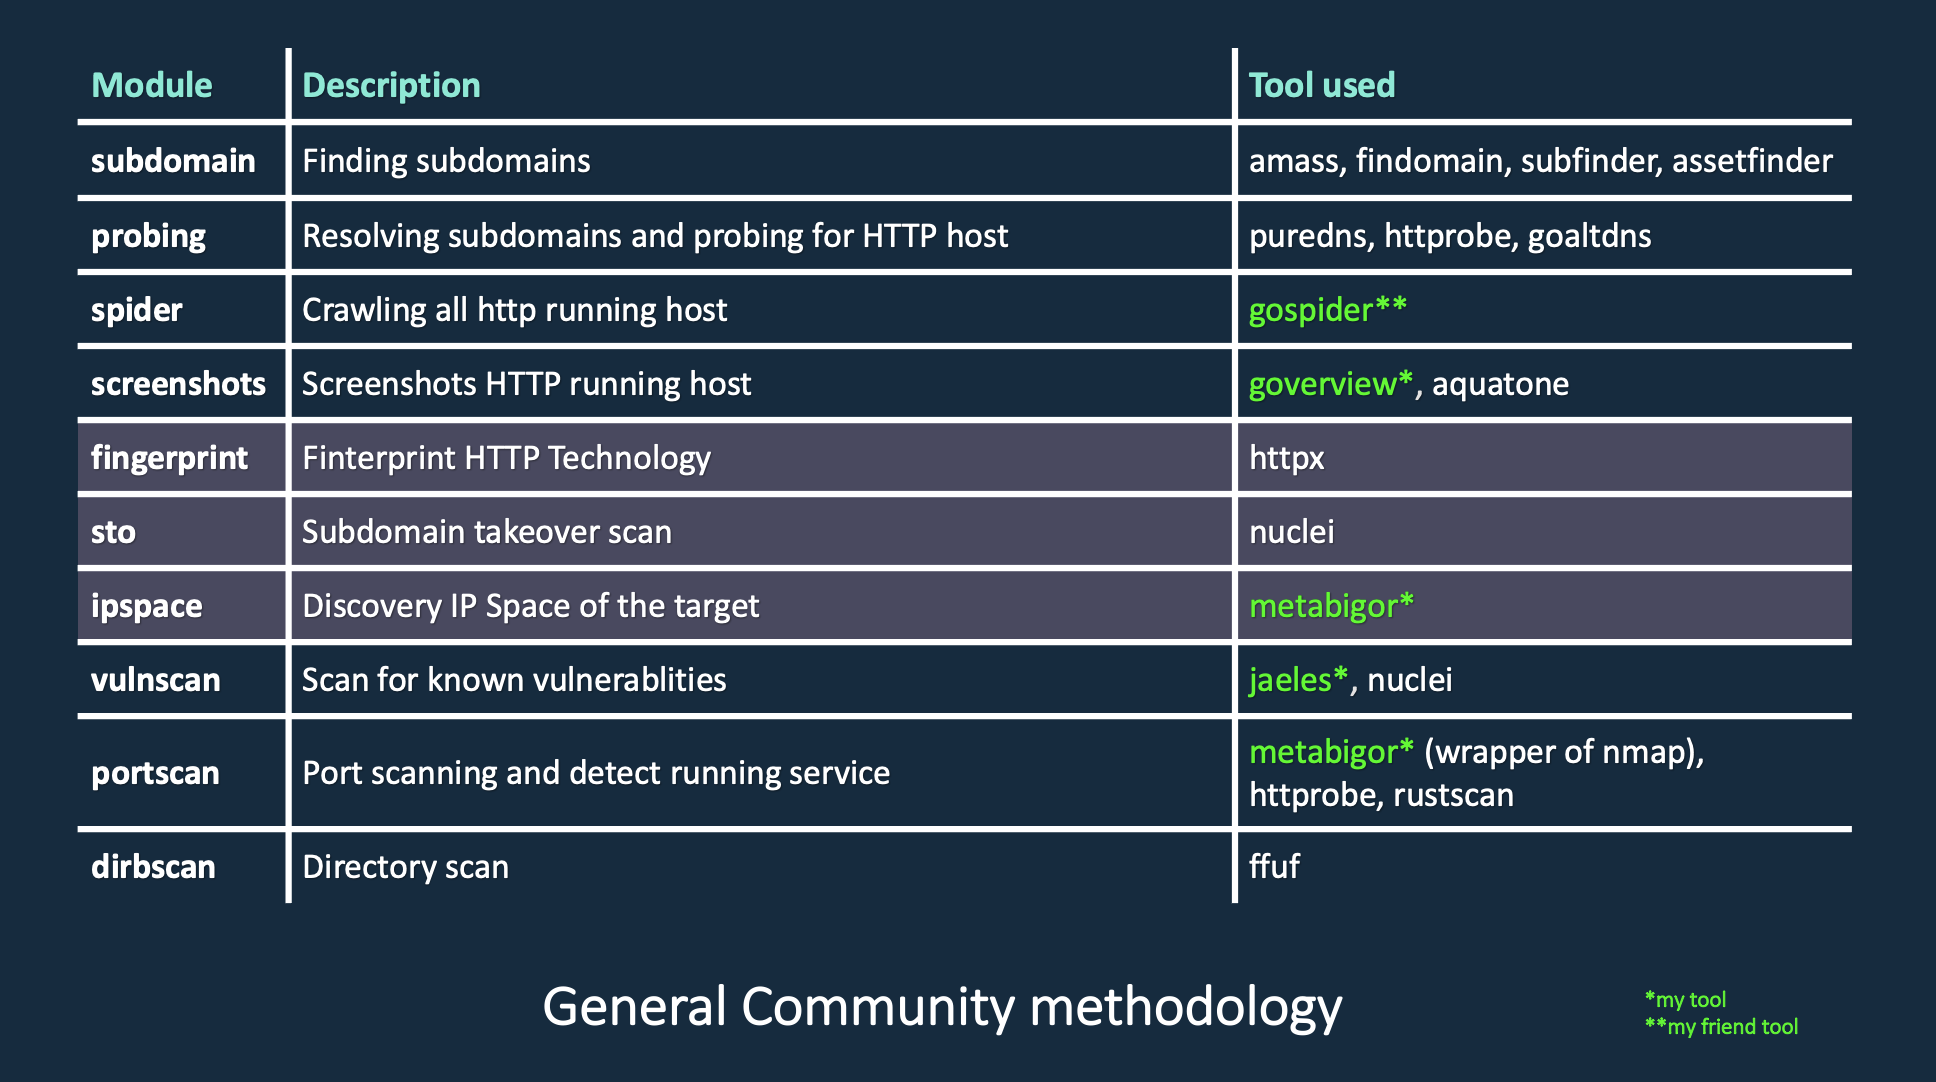 Module Description Tool used
subdomain Finding subdomains amass, findomain, subfinder, assetfinder
probing Resolving subdomains and probing for HTTP host puredns, httprobe, goaltdns
spider Crawling all http running host gospider**
screenshots Screenshots HTTP running host goverview*, aquatone
fingerprint Finterprint HTTP Technology httpx
sto Subdomain takeover scan nuclei
ipspace Discovery IP Space of the target metabigor*
vulnscan Scan for known vulnerablities jaeles*, nuclei
portscan Port scanning and detect running service metabigor* (wrapper of nmap),
httprobe, rustscan
dirbscan Directory scan ffuf
General Community methodology
*my tool
**my friend tool